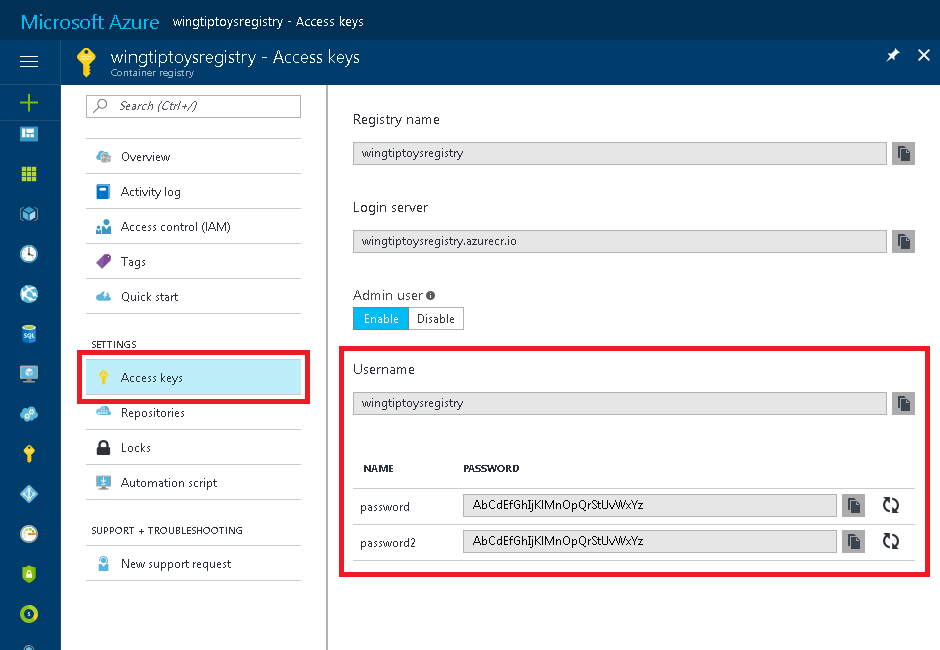 Microsoft Azure wingtiptoysregistry - Access keys
wingtiptoysregistry - Access keys
Container registry
Search (Ctrl+/)
Overview
Activity log
Access control (IAM)
Tags
Quick start
SETTINGS
Access keys
Repositories
Locks
Automation script
SUPPORT + TROUBLESHOOTING
New support request
Registry name
wingtiptoysregistry
Login server
wingtiptoysregistry.azurecr.io
Admin user
Enable Disable
Username
wingtiptoysregistry
NAME PASSWORD
password AbCdEfGhIjKlMnOpQrStUvWxYz
password2 AbCdEfGhIjKlMnOpQrStUvWxYz
SQL